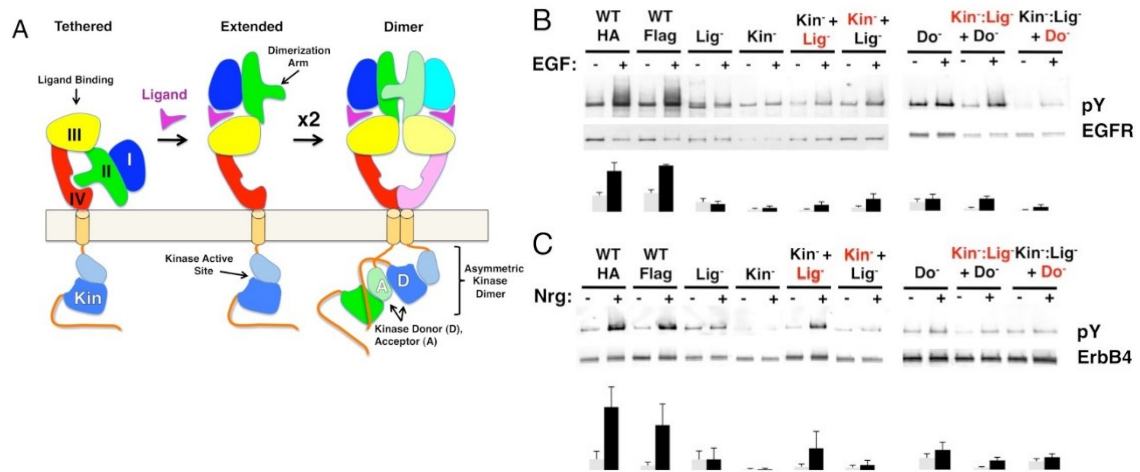 A
Tethered
Extended
Dimer
Ligand Binding
Dimerization
Arm
Ligand
x2
III
II
I
IV
Kinase Active
Site
Kin
A
D
Asymmetric
Kinase
Dimer
Kinase Donor (D),
Acceptor (A)
B
WT WT Kin⁻ + Kin⁻ + Kin⁻:Lig⁻ Kin⁻:Lig⁻
HA Flag Lig⁻ Kin⁻ Lig⁻ Lig⁻ Do⁻ + Do⁻ + Do⁻
EGF: - + - + - + - + - + - + - + - + - +
pY
EGFR
C
WT WT Kin⁻ + Kin⁻ + Kin⁻:Lig⁻ Kin⁻:Lig⁻
HA Flag Lig⁻ Kin⁻ Lig⁻ Lig⁻ Do⁻ + Do⁻ + Do⁻
Nrg: - + - + - + - + - + - + - + - + - +
pY
ErbB4